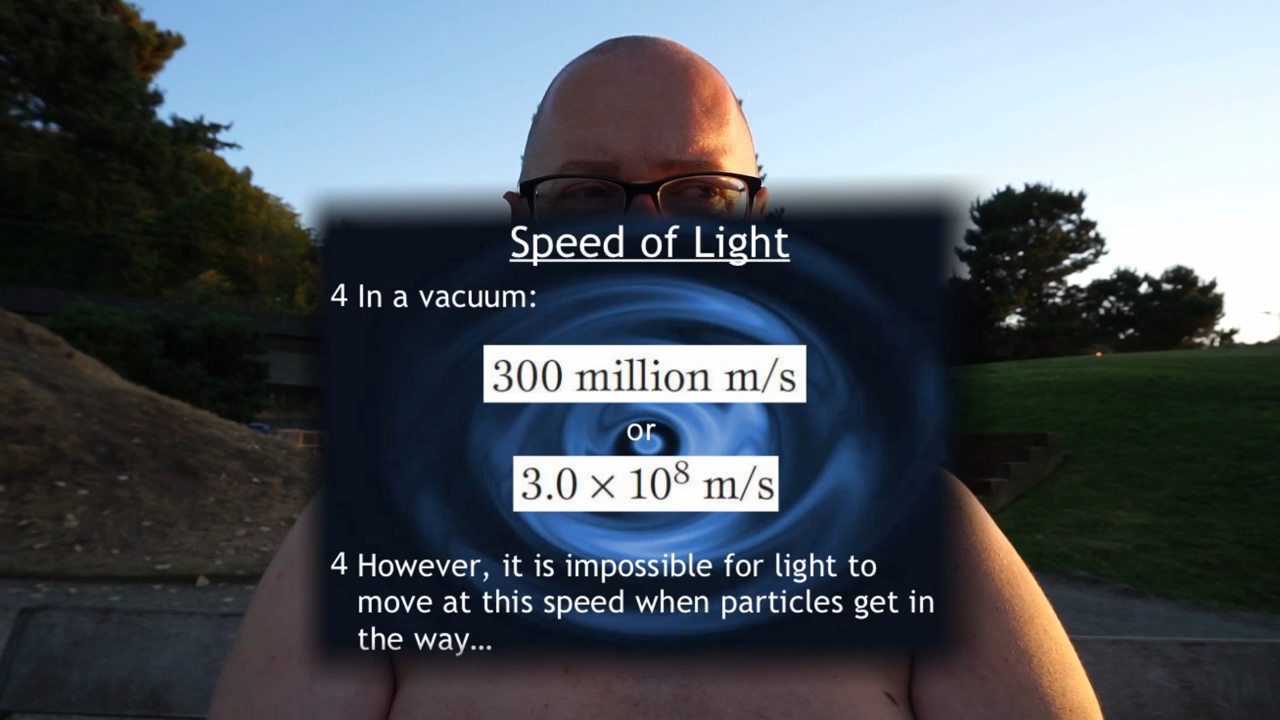 Speed of Light
4 In a vacuum:
300 million m/s
or
3.0 × 10⁸ m/s
4 However, it is impossible for light to
move at this speed when particles get in
the way...